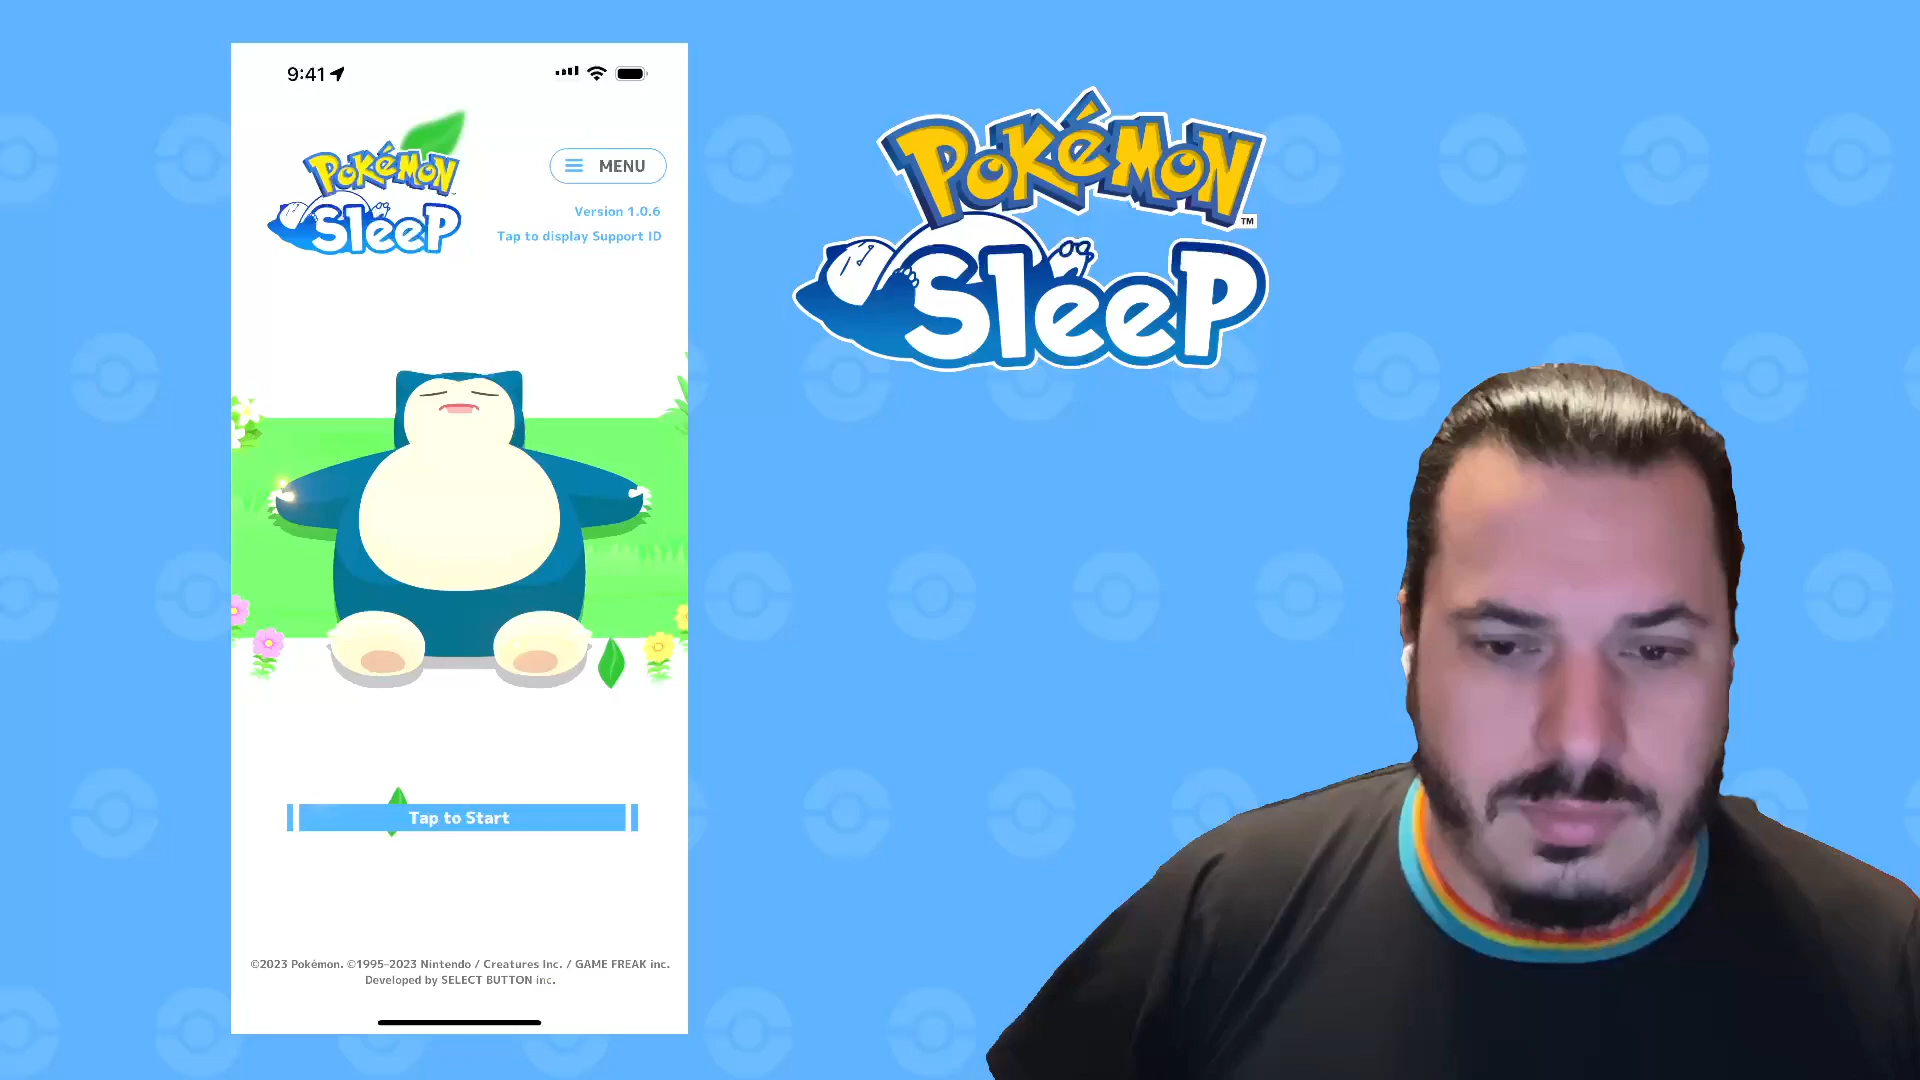 9:41
POKéMON
Sleep
MENU
Version 1.0.6
Tap to display Support ID
Tap to Start
©2023 Pokémon. ©1995–2023 Nintendo / Creatures Inc. / GAME FREAK inc.
Developed by SELECT BUTTON inc.
POKéMON
TM
Sleep